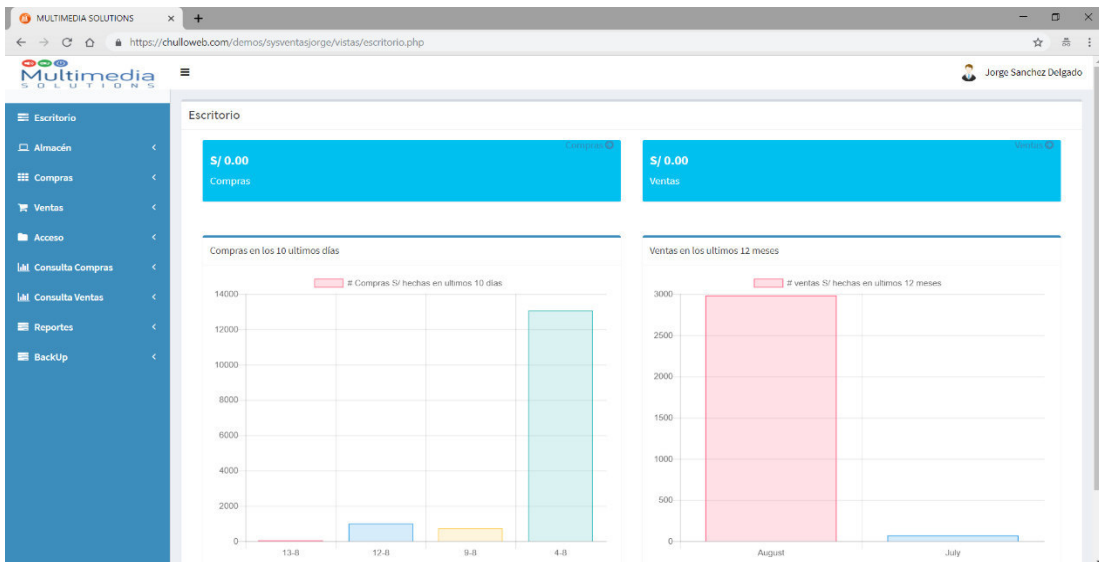 MULTIMEDIA SOLUTIONS
https://chulloweb.com/demos/sysventasjorge/vistas/escritorio.php
Multimedia
SOLUTIONS
Jorge Sanchez Delgado
Escritorio
Almacén
Compras
Ventas
Acceso
Consulta Compras
Consulta Ventas
Reportes
BackUp
Escritorio
Compras
S/ 0.00
Compras
Ventas
S/ 0.00
Ventas
Compras en los 10 ultimos días
# Compras S/ hechas en ultimos 10 dias
14000
12000
10000
8000
6000
4000
2000
0
13-8 12-8 9-8 4-8
Ventas en los ultimos 12 meses
# ventas S/ hechas en ultimos 12 meses
3000
2500
2000
1500
1000
500
0
August July